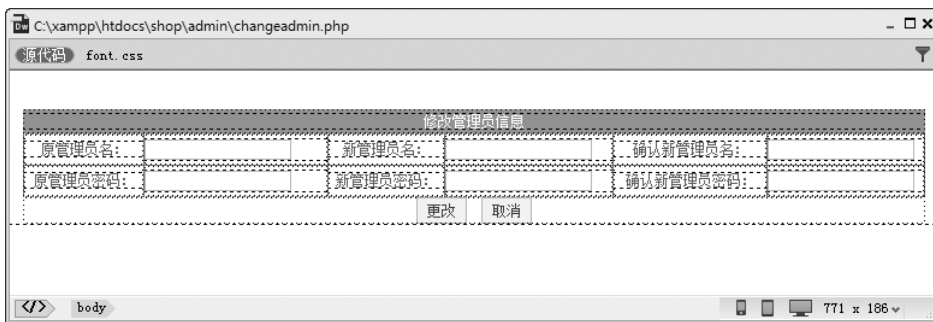 Dw C:\xampp\htdocs\shop\admin\changeadmin.php
源代码 font.css
修改管理员信息
原管理员名： 新管理员名： 确认新管理员名：
原管理员密码： 新管理员密码： 确认新管理员密码：
更改 取消
</> body 771 x 186